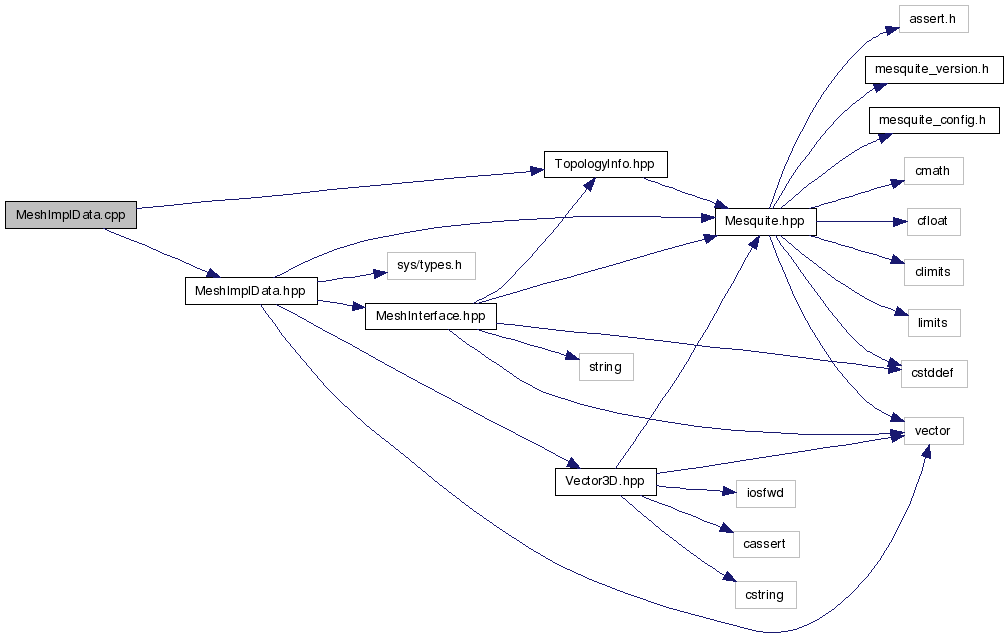 assert.h
mesquite_version.h
mesquite_config.h
TopologyInfo.hpp
cmath
MeshImplData.cpp
Mesquite.hpp
cfloat
sys/types.h
climits
MeshImplData.hpp
MeshInterface.hpp
limits
string
cstddef
vector
Vector3D.hpp
iosfwd
cassert
cstring